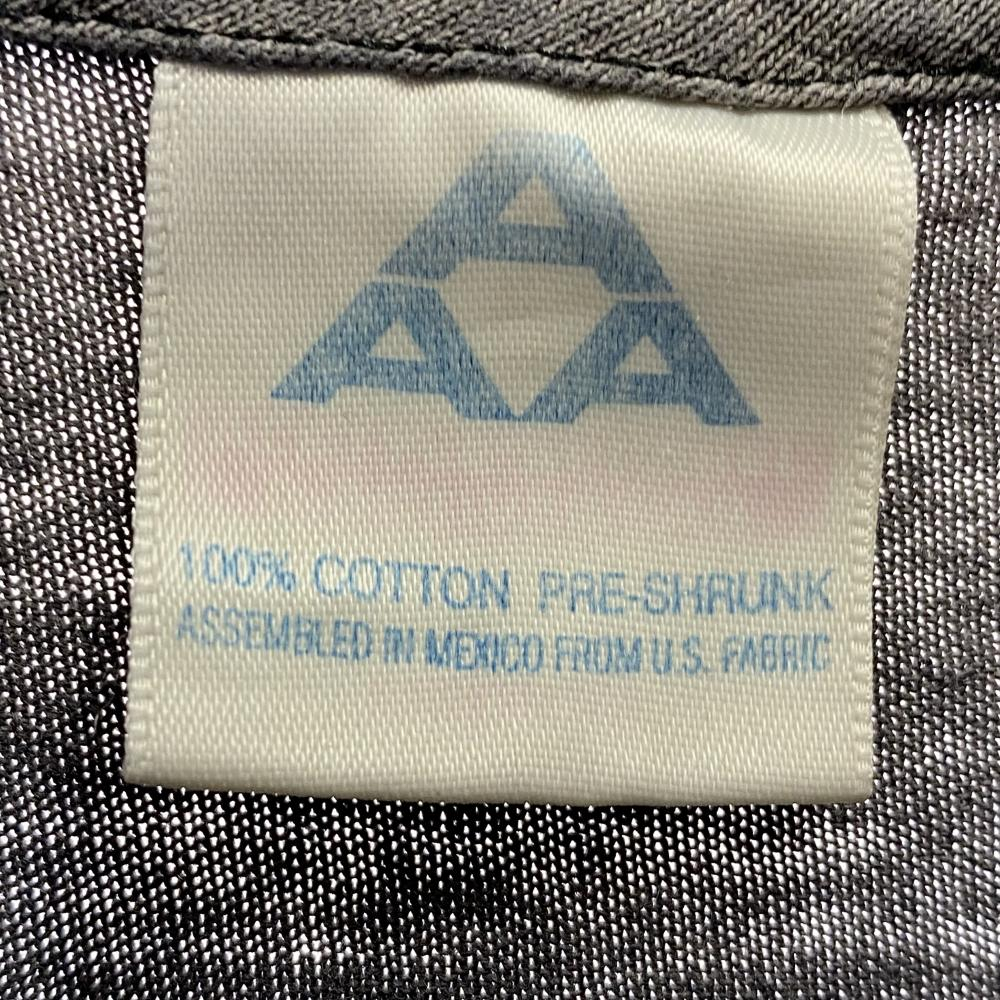 A
A A
100% COTTON PRE-SHRUNK
ASSEMBLED IN MEXICO FROM U.S. FABRIC